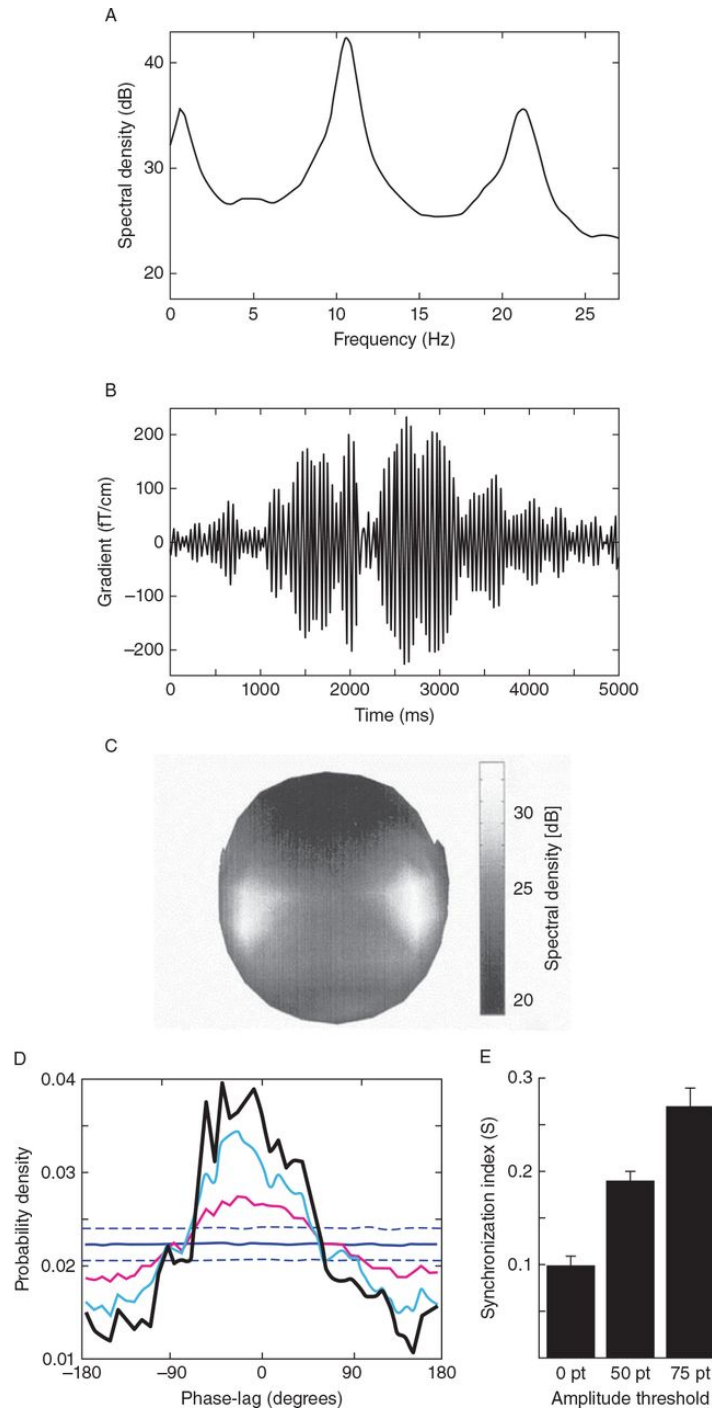 A
Spectral density (dB)
40
30
20
0 5 10 15 20 25
Frequency (Hz)
B
Gradient (fT/cm)
200
100
0
−100
−200
0 1000 2000 3000 4000 5000
Time (ms)
C
30
25
20
Spectral density [dB]
D
Probability density
0.04
0.03
0.02
0.01
−180 −90 0 90 180
Phase-lag (degrees)
E
Synchronization index (S)
0.3
0.2
0.1
0 pt 50 pt 75 pt
Amplitude threshold